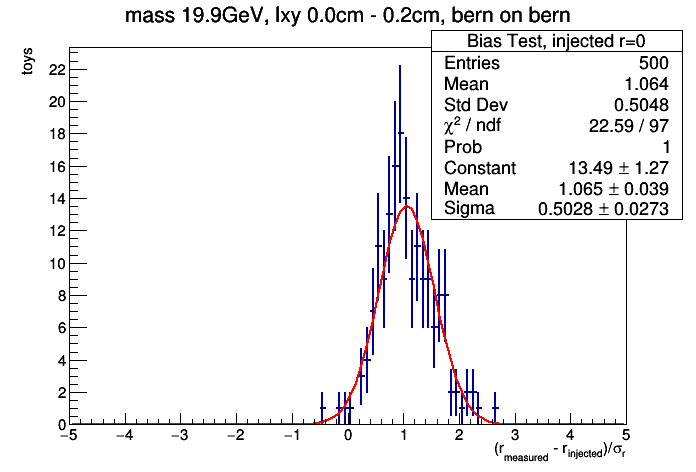 mass 19.9GeV, lxy 0.0cm - 0.2cm, bern on bern
Bias Test, injected r=0
Entries 500
Mean 1.064
Std Dev 0.5048
χ² / ndf 22.59 / 97
Prob 1
Constant 13.49 ± 1.27
Mean 1.065 ± 0.039
Sigma 0.5028 ± 0.0273
toys
22
20
18
16
14
12
10
8
6
4
2
0
−5 −4 −3 −2 −1 0 1 2 3 4 5
(r_measured - r_injected)/σ_r